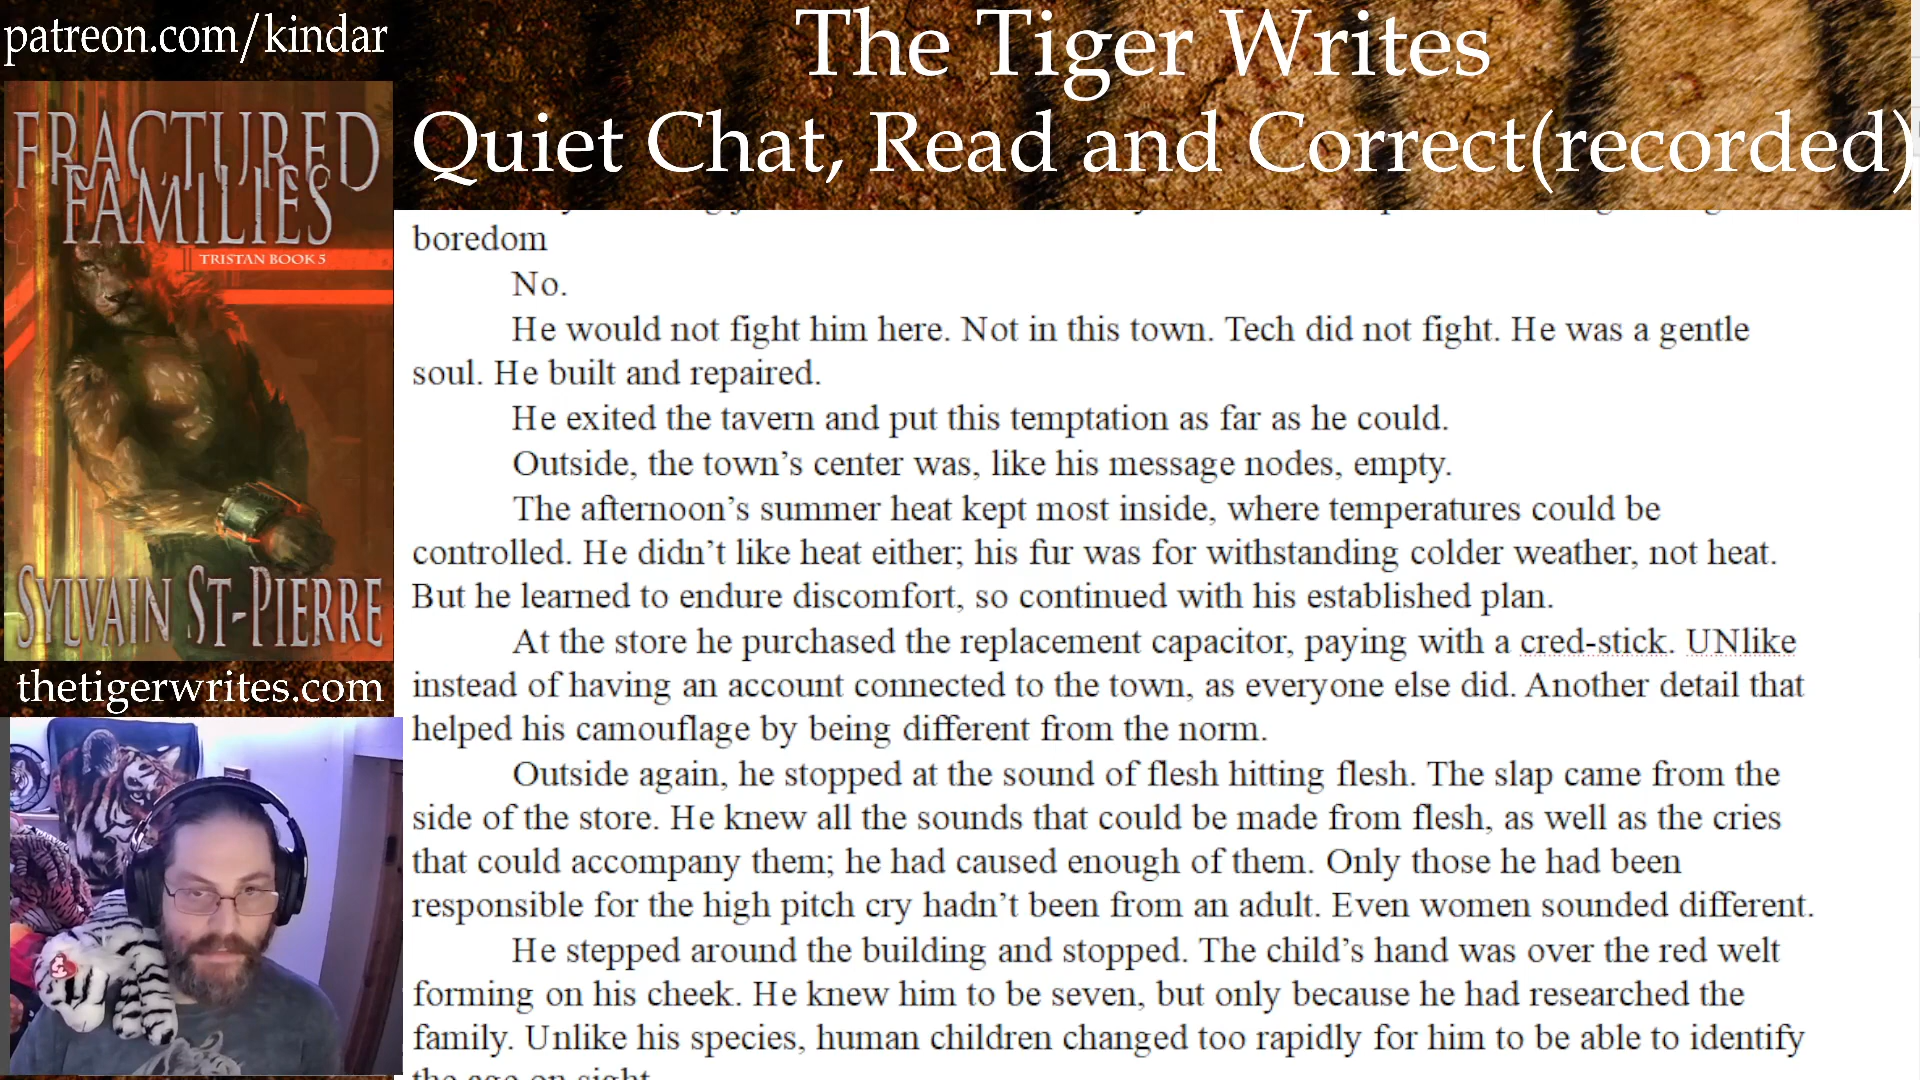 patreon.com/kindar
The Tiger Writes
Quiet Chat, Read and Correct(recorded)
FRACTURED
FAMILIES
TRISTAN BOOK 5
SYLVAIN ST-PIERRE
thetigerwrites.com
boredom
No.
He would not fight him here. Not in this town. Tech did not fight. He was a gentle
soul. He built and repaired.
He exited the tavern and put this temptation as far as he could.
Outside, the town’s center was, like his message nodes, empty.
The afternoon’s summer heat kept most inside, where temperatures could be
controlled. He didn’t like heat either; his fur was for withstanding colder weather, not heat.
But he learned to endure discomfort, so continued with his established plan.
At the store he purchased the replacement capacitor, paying with a cred-stick. UNlike
instead of having an account connected to the town, as everyone else did. Another detail that
helped his camouflage by being different from the norm.
Outside again, he stopped at the sound of flesh hitting flesh. The slap came from the
side of the store. He knew all the sounds that could be made from flesh, as well as the cries
that could accompany them; he had caused enough of them. Only those he had been
responsible for the high pitch cry hadn’t been from an adult. Even women sounded different.
He stepped around the building and stopped. The child’s hand was over the red welt
forming on his cheek. He knew him to be seven, but only because he had researched the
family. Unlike his species, human children changed too rapidly for him to be able to identify
the age on sight.